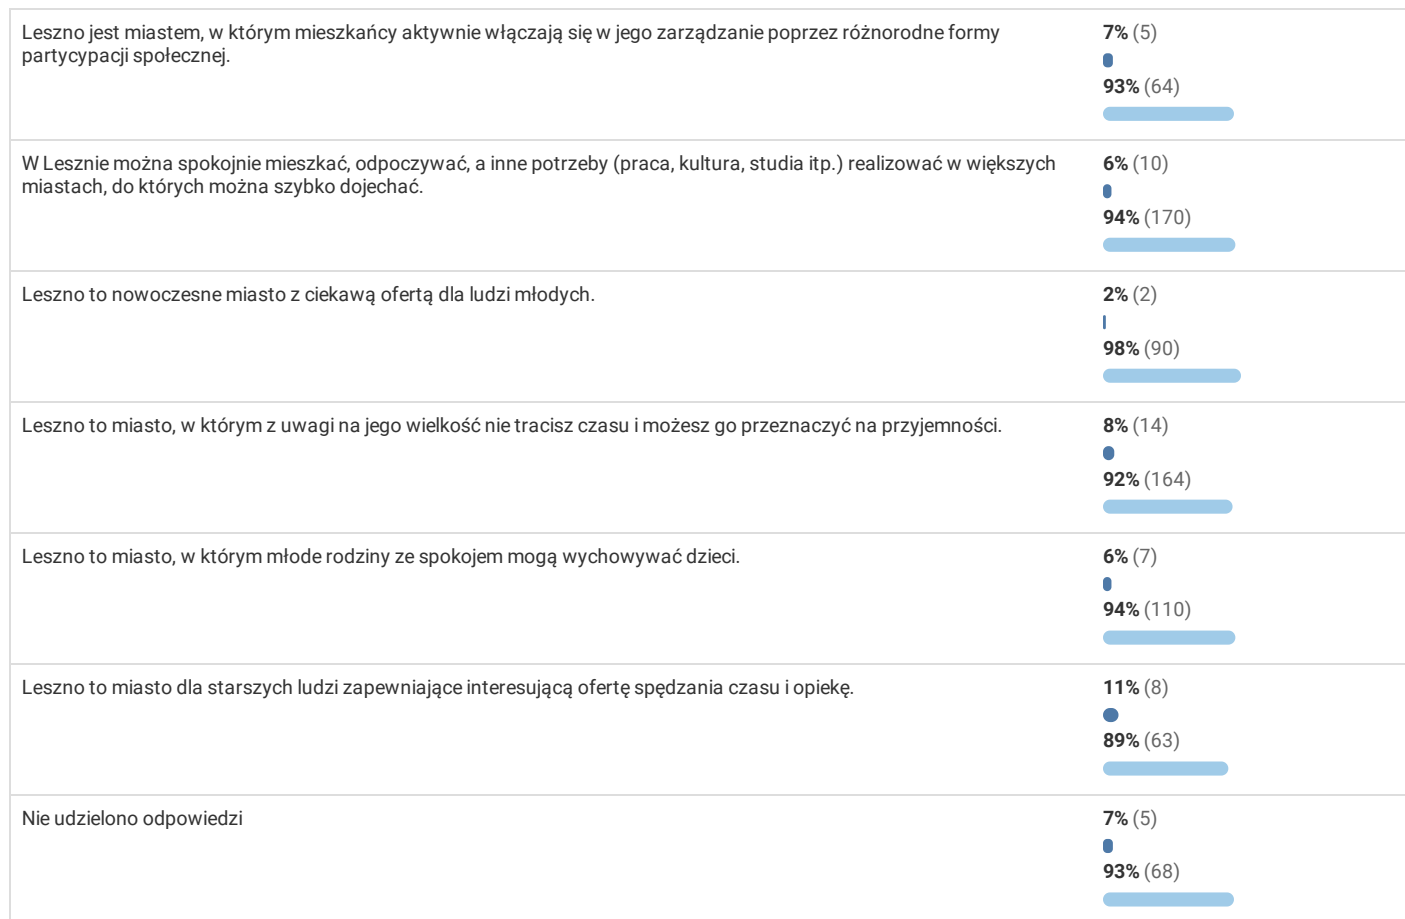 Leszno jest miastem, w którym mieszkańcy aktywnie włączają się w jego zarządzanie poprzez różnorodne formy
partycypacji społecznej.
7% (5)
93% (64)
W Lesznie można spokojnie mieszkać, odpoczywać, a inne potrzeby (praca, kultura, studia itp.) realizować w większych
miastach, do których można szybko dojechać.
6% (10)
94% (170)
Leszno to nowoczesne miasto z ciekawą ofertą dla ludzi młodych.
2% (2)
98% (90)
Leszno to miasto, w którym z uwagi na jego wielkość nie tracisz czasu i możesz go przeznaczyć na przyjemności.
8% (14)
92% (164)
Leszno to miasto, w którym młode rodziny ze spokojem mogą wychowywać dzieci.
6% (7)
94% (110)
Leszno to miasto dla starszych ludzi zapewniające interesującą ofertę spędzania czasu i opiekę.
11% (8)
89% (63)
Nie udzielono odpowiedzi
7% (5)
93% (68)